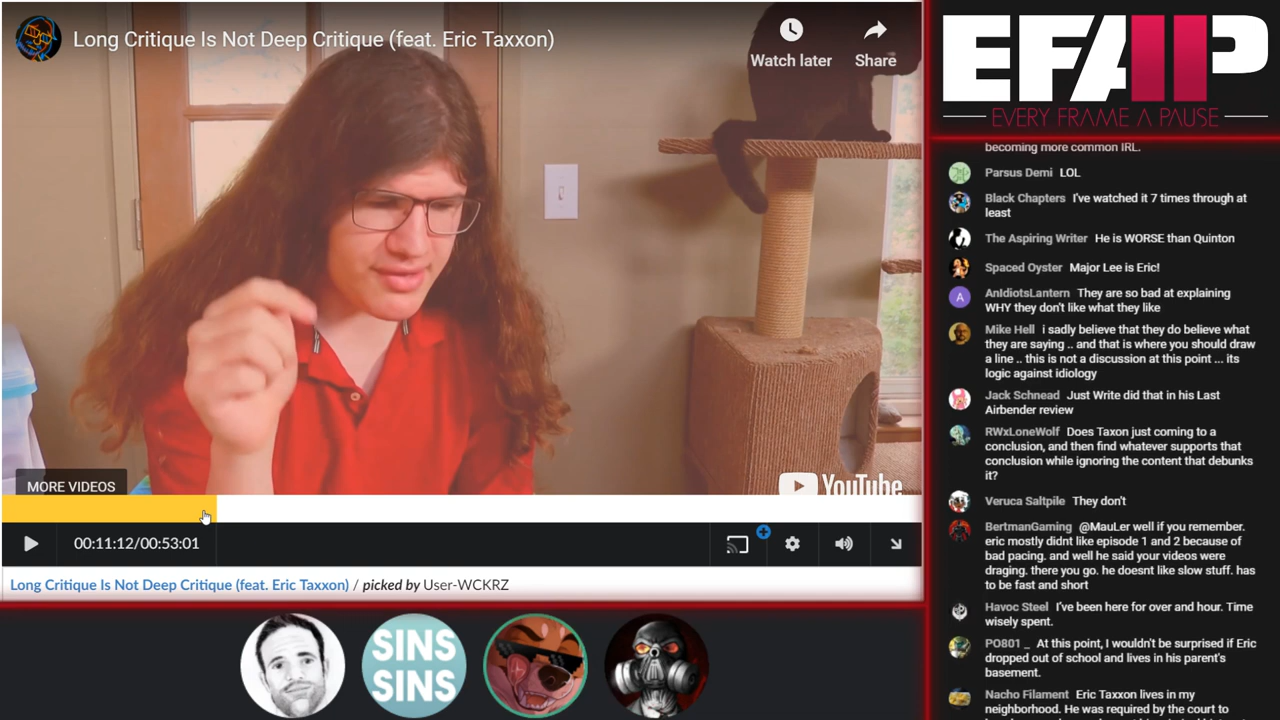 Long Critique Is Not Deep Critique (feat. Eric Taxxon)
Watch later
Share
MORE VIDEOS
YouTube
00:11:12/00:53:01
Long Critique Is Not Deep Critique (feat. Eric Taxxon) / picked by User-WCKRZ
SINS
SINS
EFAP
EVERY FRAME A PAUSE
becoming more common IRL.
Parsus Demi LOL
Black Chapters I've watched it 7 times through at
least
The Aspiring Writer He is WORSE than Quinton
Spaced Oyster Major Lee is Eric!
A
AnIdiotsLantern They are so bad at explaining
WHY they don't like what they like
Mike Hell i sadly believe that they do believe what
they are saying .. and that is where you should draw
a line .. this is not a discussion at this point ... its
logic against idiology
Jack Schnead Just Write did that in his Last
Airbender review
RWxLoneWolf Does Taxon just coming to a
conclusion, and then find whatever supports that
conclusion while ignoring the content that debunks
it?
Veruca Saltpile They don't
BertmanGaming @MauLer well if you remember.
eric mostly didnt like episode 1 and 2 because of
bad pacing. and well he said your videos were
draging. there you go. he doesnt like slow stuff. has
to be fast and short
Havoc Steel I've been here for over and hour. Time
wisely spent.
PO801 _ At this point, I wouldn't be surprised if Eric
dropped out of school and lives in his parent's
basement.
Nacho Filament Eric Taxxon lives in my
neighborhood. He was required by the court to